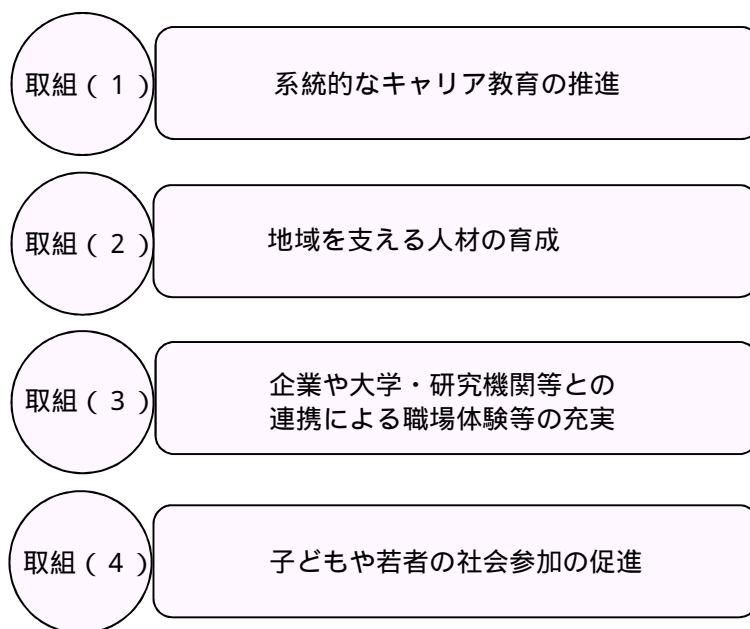 取組（１）
系統的なキャリア教育の推進
取組（２）
地域を支える人材の育成
取組（３）
企業や大学・研究機関等との
連携による職場体験等の充実
取組（４）
子どもや若者の社会参加の促進